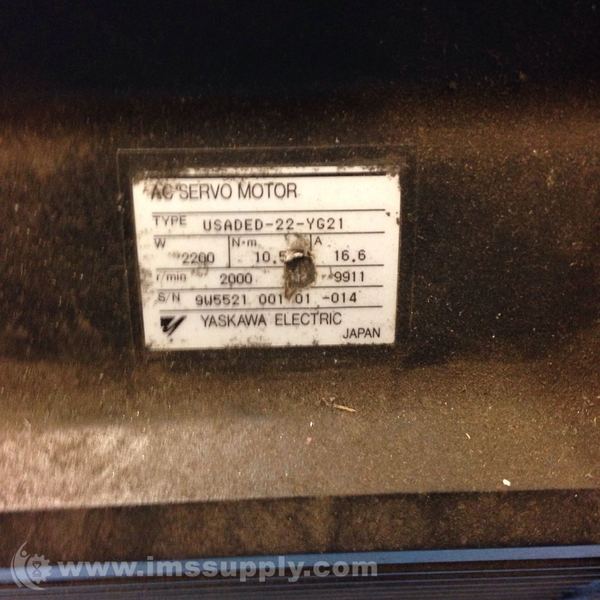 AC SERVO MOTOR
TYPE USADED-22-YG21
W 2200 N·m 10.5 A 16.6
r/min 2000 9911
S/N 9W5521 001 01 -014
YASKAWA ELECTRIC
JAPAN
www.imssupply.com